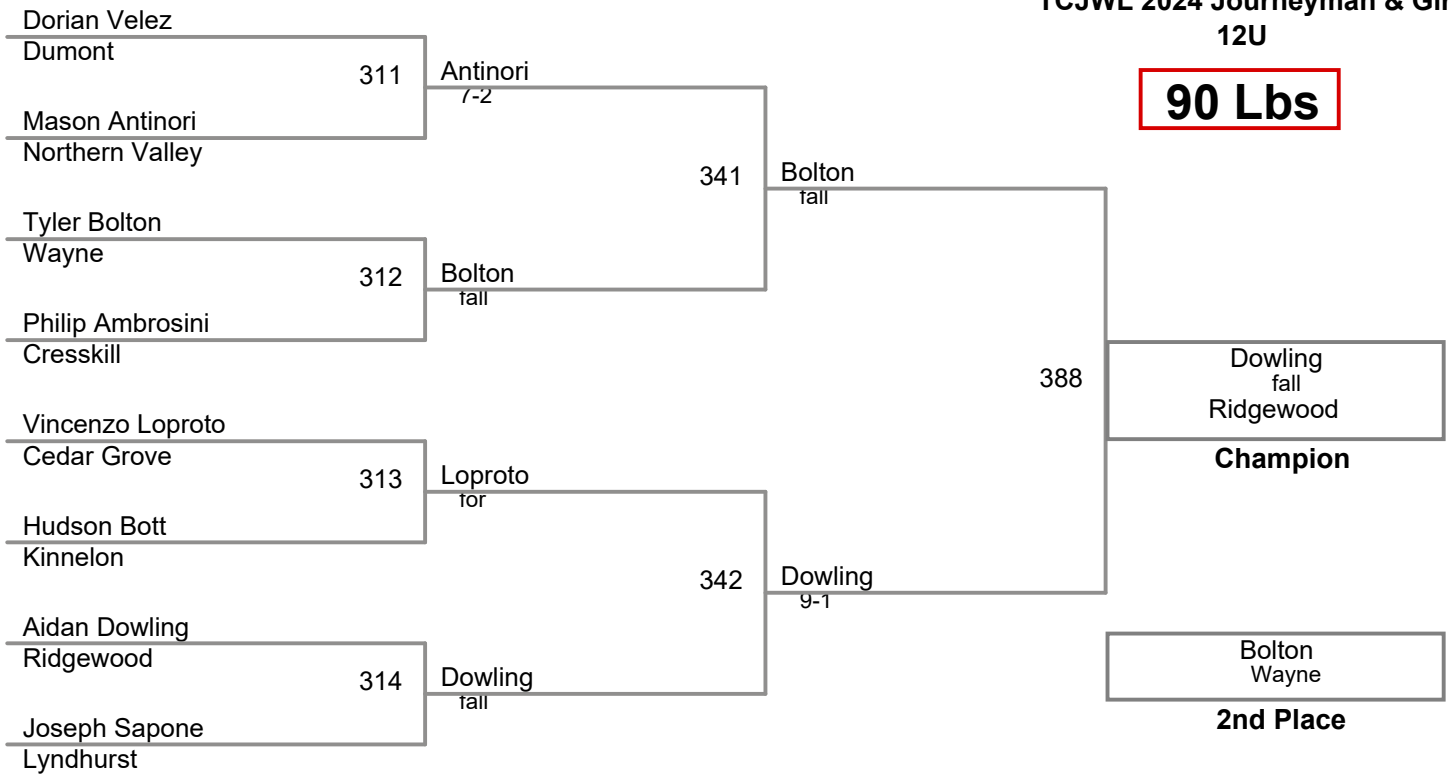 TCJWL 2024 Journeyman & Gir
12U
90 Lbs
Dorian Velez
Dumont
311
Antinori
7-2
Mason Antinori
Northern Valley
341
Bolton
fall
Tyler Bolton
Wayne
312
Bolton
fall
Philip Ambrosini
Cresskill
388
Dowling
fall
Ridgewood
Champion
Vincenzo Loproto
Cedar Grove
313
Loproto
for
Hudson Bott
Kinnelon
342
Dowling
9-1
Aidan Dowling
Ridgewood
314
Dowling
fall
Joseph Sapone
Lyndhurst
Bolton
Wayne
2nd Place